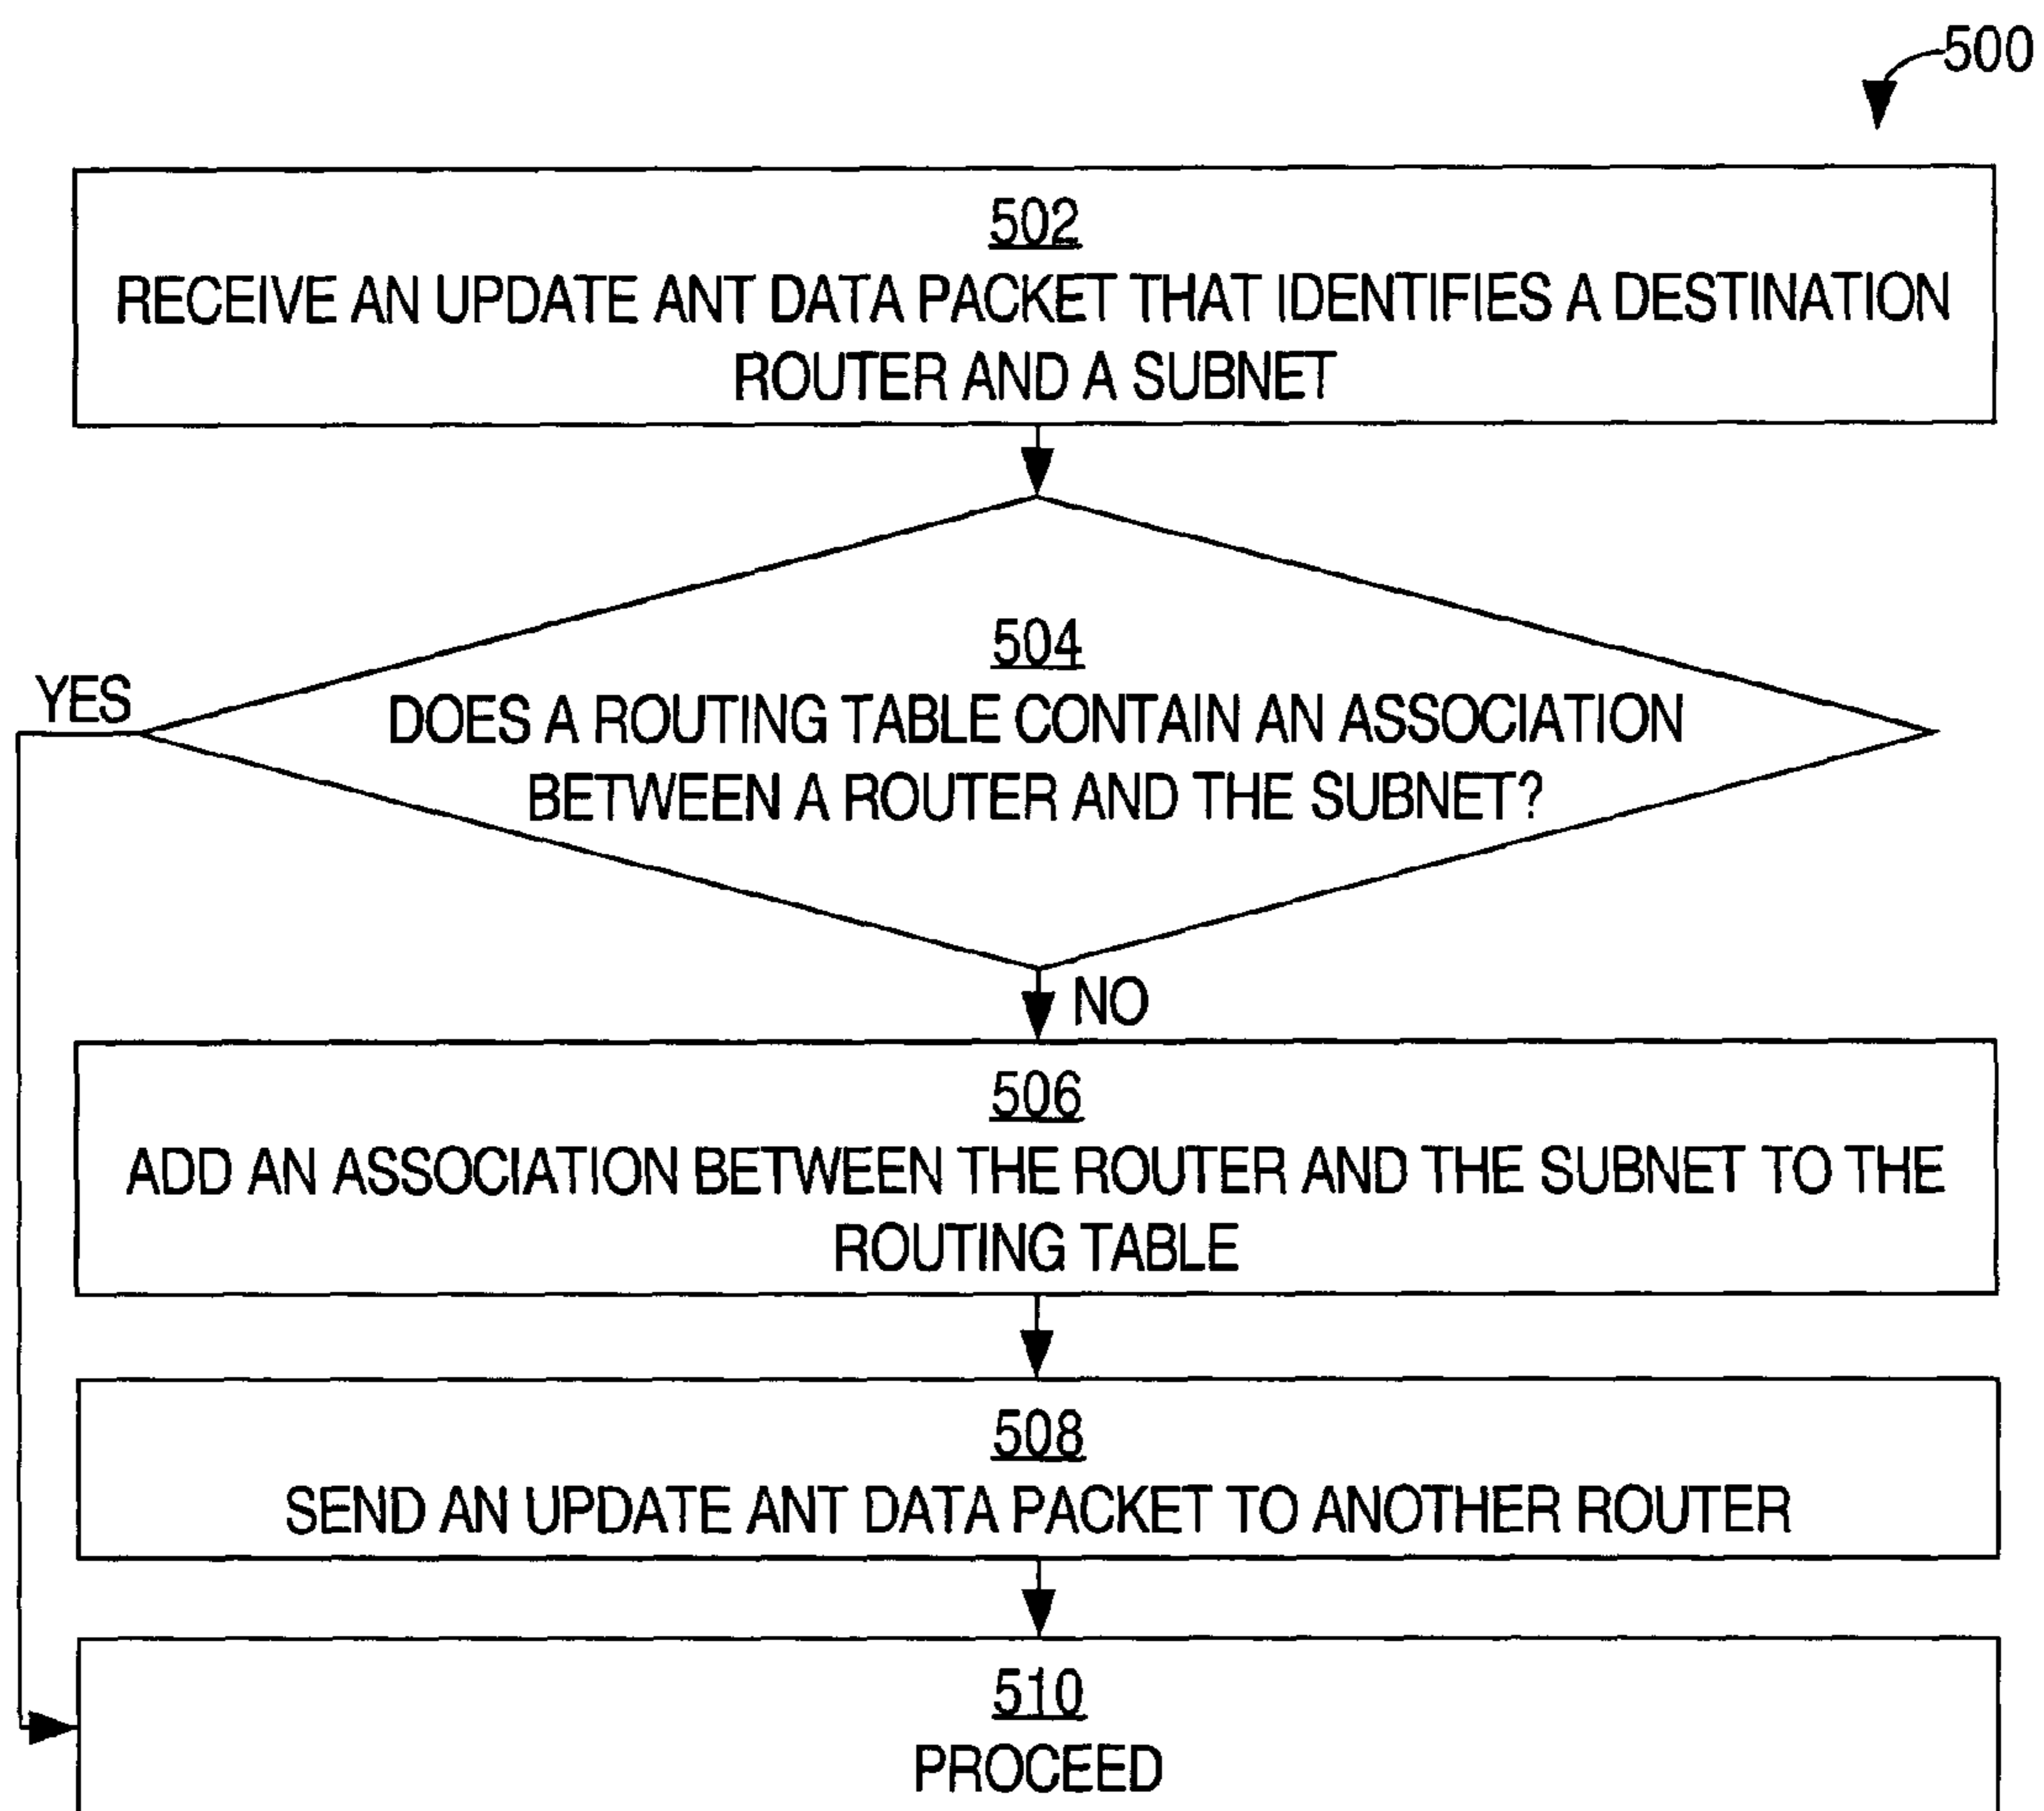 500
502
RECEIVE AN UPDATE ANT DATA PACKET THAT IDENTIFIES A DESTINATION
ROUTER AND A SUBNET
504
YES
DOES A ROUTING TABLE CONTAIN AN ASSOCIATION
BETWEEN A ROUTER AND THE SUBNET?
NO
506
ADD AN ASSOCIATION BETWEEN THE ROUTER AND THE SUBNET TO THE
ROUTING TABLE
508
SEND AN UPDATE ANT DATA PACKET TO ANOTHER ROUTER
510
PROCEED